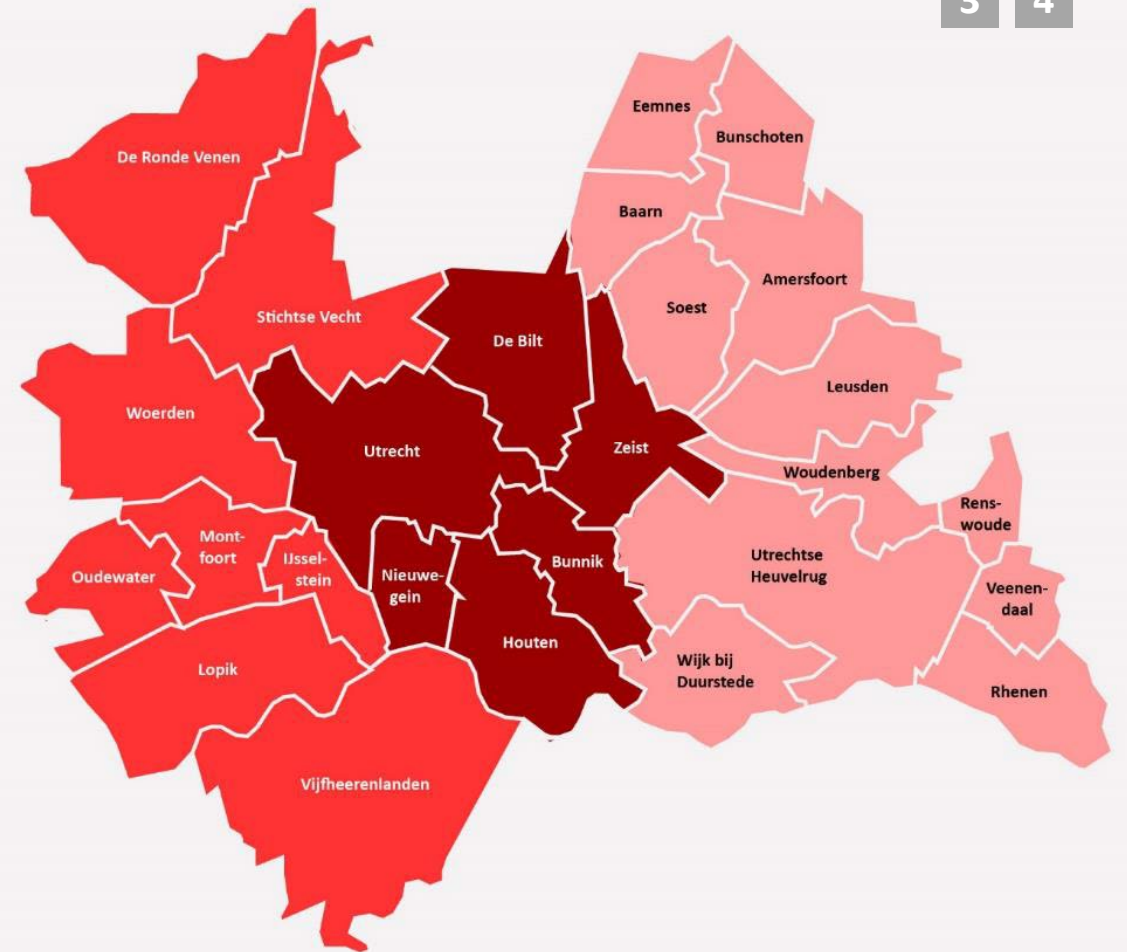 3 4
Eemnes
Bunschoten
De Ronde Venen
Baarn
Amersfoort
Soest
Stichtse Vecht
De Bilt
Leusden
Woerden
Utrecht
Zeist
Woudenberg
Rens-
woude
Mont-
foort
IJssel-
stein
Oudewater
Nieuwe-
gein
Bunnik
Utrechtse
Heuvelrug
Veenen-
daal
Houten
Lopik
Wijk bij
Duurstede
Rhenen
Vijfheerenlanden